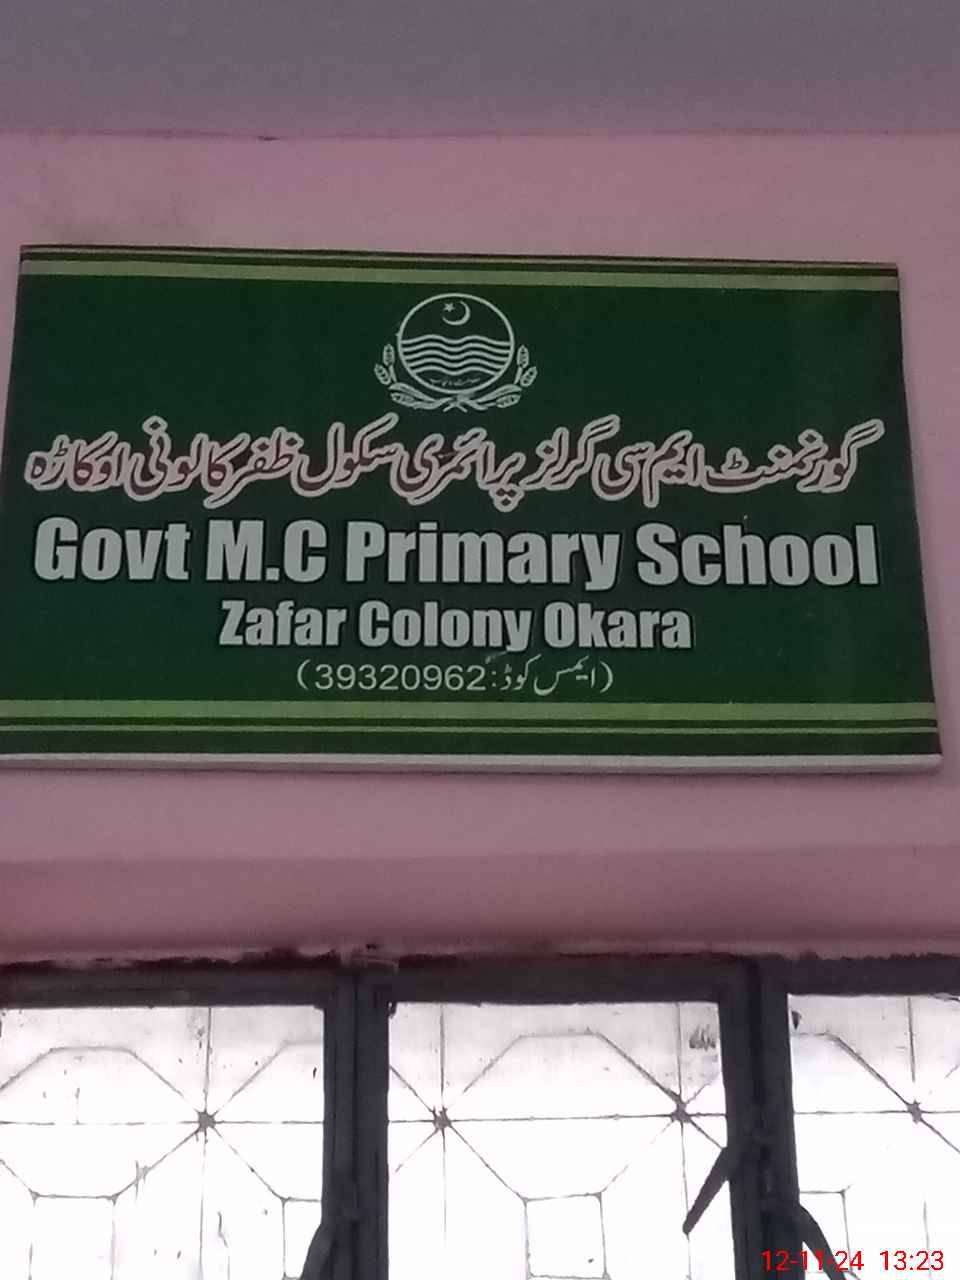 گورنمنٹ ایم سی گرلز پرائمری سکول ظفر کالونی اوکاڑہ
Govt M.C Primary School
Zafar Colony Okara
(ایمس کوڈ: 39320962)
12-11-24 13:23